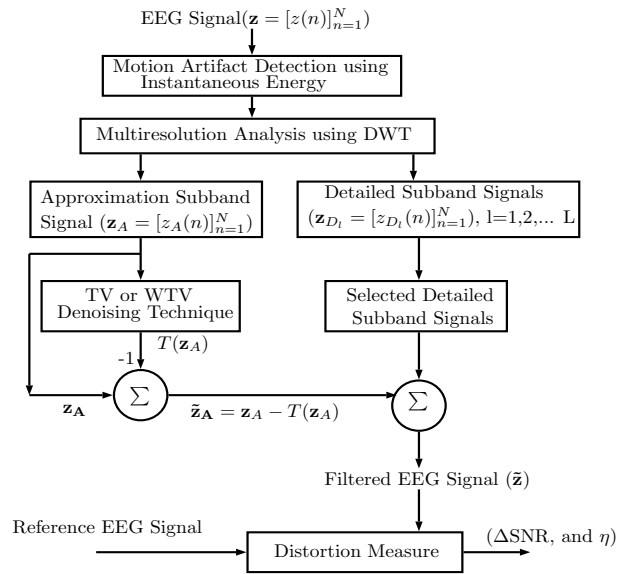 EEG Signal(𝐳 = [z(n)]_{n=1}^{N})
Motion Artifact Detection using
Instantaneous Energy
Multiresolution Analysis using DWT
Approximation Subband
Signal (𝐳_A = [z_A(n)]_{n=1}^{N})
Detailed Subband Signals
(𝐳_{D_l} = [z_{D_l}(n)]_{n=1}^{N}), l=1,2,... L
TV or WTV
Denoising Technique
Selected Detailed
Subband Signals
T(𝐳_A)
-1
∑
∑
𝐳_𝐀
𝐳̃_𝐀 = 𝐳_A − T(𝐳_A)
Filtered EEG Signal (𝐳̃)
Reference EEG Signal
Distortion Measure
(ΔSNR, and η)